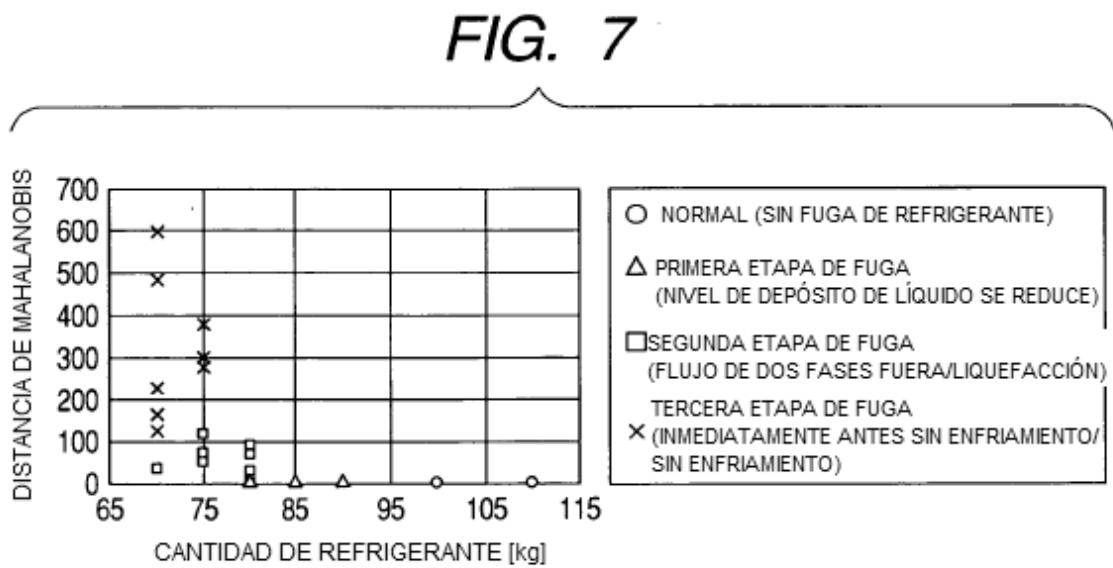 FIG. 7
DISTANCIA DE MAHALANOBIS
700
600
500
400
300
200
100
0
65
75
85
95
105
115
CANTIDAD DE REFRIGERANTE [kg]
NORMAL (SIN FUGA DE REFRIGERANTE)
PRIMERA ETAPA DE FUGA
(NIVEL DE DEPÓSITO DE LÍQUIDO SE REDUCE)
SEGUNDA ETAPA DE FUGA
(FLUJO DE DOS FASES FUERA/LIQUEFACCIÓN)
TERCERA ETAPA DE FUGA
(INMEDIATAMENTE ANTES SIN ENFRIAMIENTO/
SIN ENFRIAMIENTO)